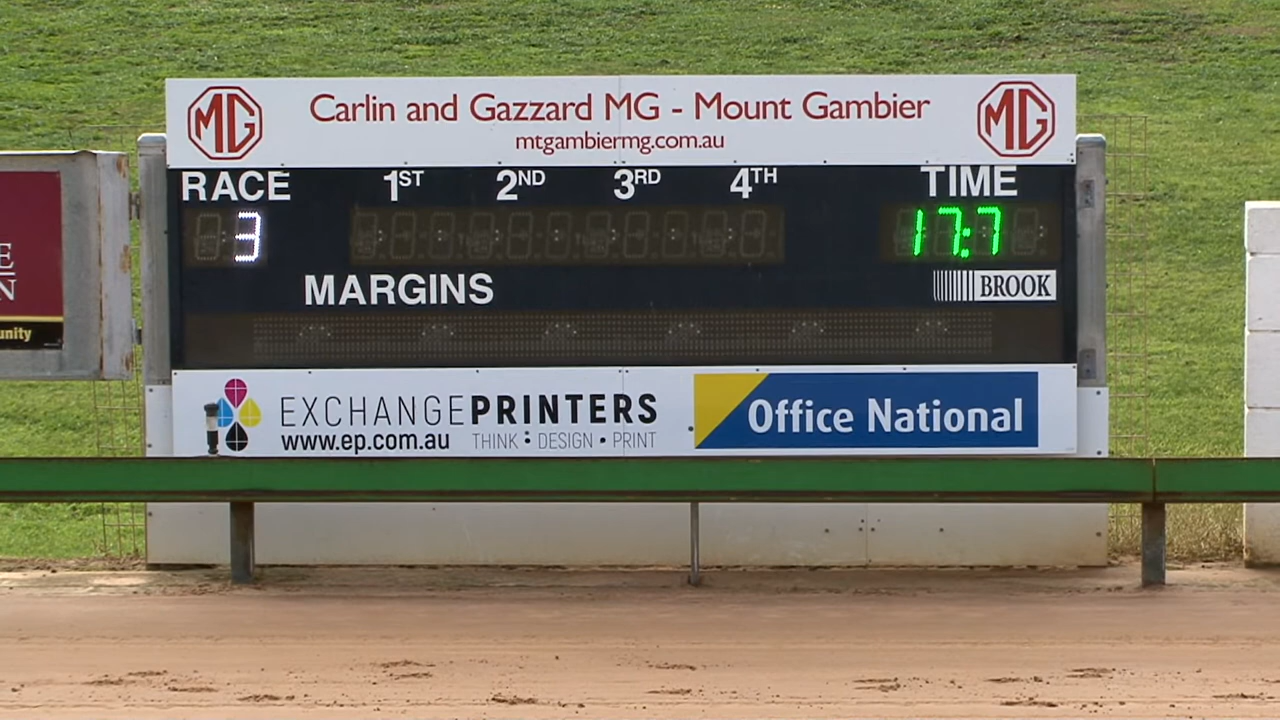 MG Carlin and Gazzard MG - Mount Gambier MG
mtgambiermg.com.au
RACE 1ST 2ND 3RD 4TH TIME
3 17:7
MARGINS BROOK
EXCHANGEPRINTERS
www.ep.com.au THINK : DESIGN • PRINT
Office National
E
N
unity